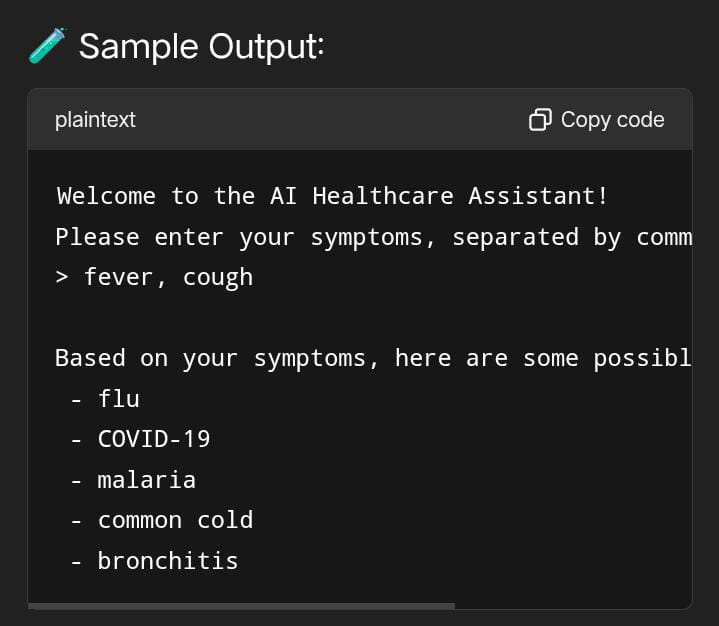 🧪 Sample Output:
plaintext
Copy code
Welcome to the AI Healthcare Assistant!
Please enter your symptoms, separated by comm
> fever, cough
Based on your symptoms, here are some possibl
- flu
- COVID-19
- malaria
- common cold
- bronchitis